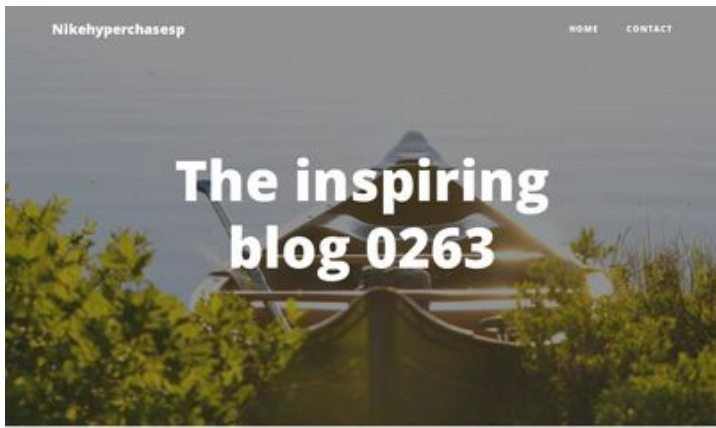 Nikehyperchasesp
HOME CONTACT
The inspiring
blog 0263